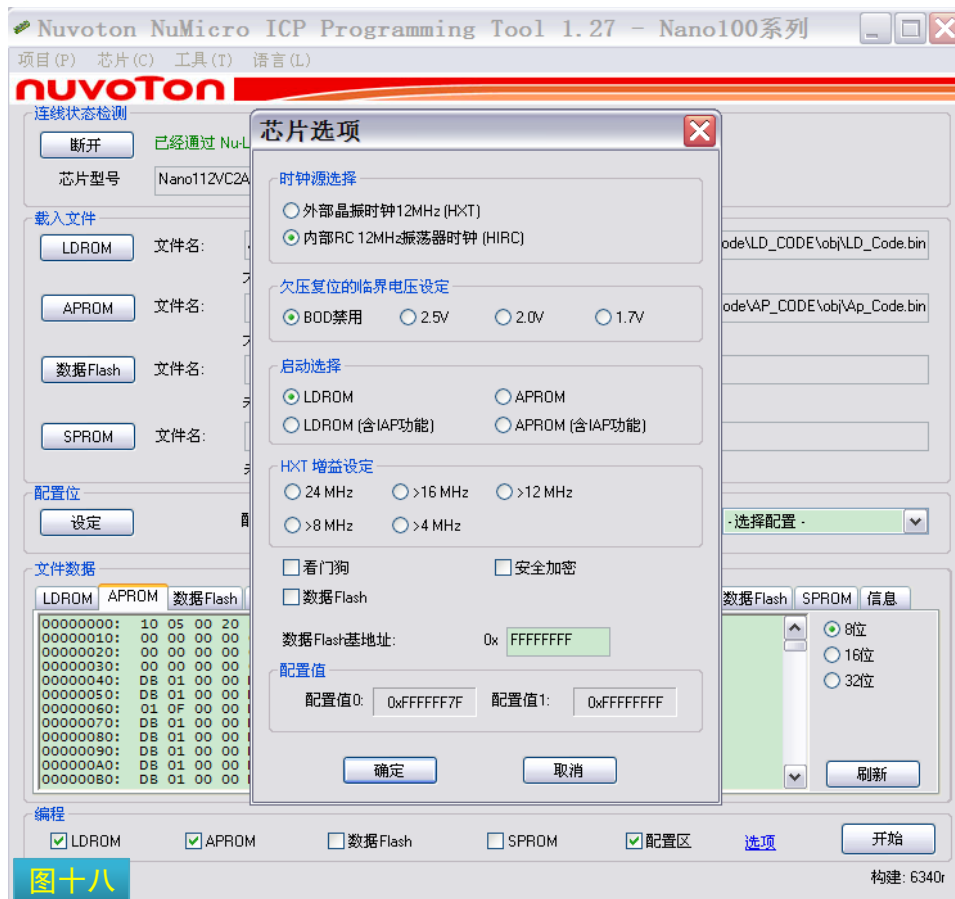 Nuvoton NuMicro ICP Programming Tool 1.27 - Nano100系列
项目(P) 芯片(C) 工具(T) 语言(L)
nuvoTon
连线状态检测
断开 已经通过 Nu-L
芯片型号 Nano112VC2A
载入文件
LDROM 文件名: ode\LD_CODE\obj\LD_Code.bin
APROM 文件名: ode\AP_CODE\obj\Ap_Code.bin
数据Flash 文件名:
SPROM 文件名:
配置位
设定 - 选择配置 -
文件数据
LDROM APROM 数据Flash 数据Flash SPROM 信息
00000000: 10 05 00 20
00000010: 00 00 00 00
00000020: 00 00 00 00
00000030: 00 00 00 00
00000040: DB 01 00 00
00000050: DB 01 00 00
00000060: 01 0F 00 00
00000070: DB 01 00 00
00000080: DB 01 00 00
00000090: DB 01 00 00
000000A0: DB 01 00 00
000000B0: DB 01 00 00
8位
16位
32位
刷新
芯片选项
时钟源选择
外部晶振时钟12MHz (HXT)
内部RC 12MHz振荡器时钟 (HIRC)
欠压复位的临界电压设定
BOD禁用 2.5V 2.0V 1.7V
启动选择
LDROM APROM
LDROM (含IAP功能) APROM (含IAP功能)
HXT 增益设定
24 MHz >16 MHz >12 MHz
>8 MHz >4 MHz
看门狗 安全加密
数据Flash
数据Flash基地址: 0x FFFFFFFF
配置值
配置值0: 0xFFFFFF7F 配置值1: 0xFFFFFFFF
确定 取消
编程
LDROM APROM 数据Flash SPROM 配置区 选项 开始
图十八
构建: 6340r